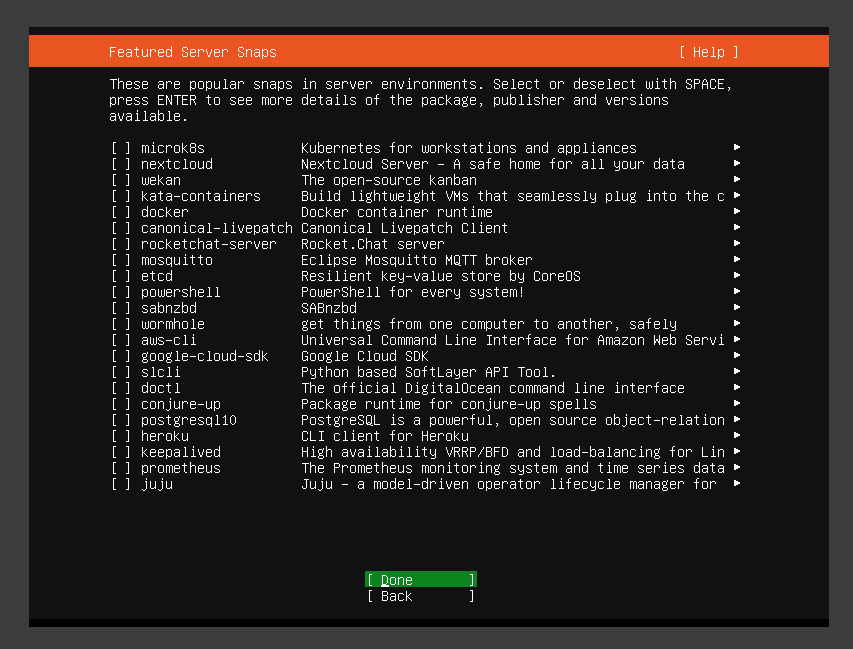 Featured Server Snaps [ Help ]
These are popular snaps in server environments. Select or deselect with SPACE,
press ENTER to see more details of the package, publisher and versions
available.
[ ] microk8s Kubernetes for workstations and appliances ▸
[ ] nextcloud Nextcloud Server - A safe home for all your data ▸
[ ] wekan The open-source kanban ▸
[ ] kata-containers Build lightweight VMs that seamlessly plug into the c ▸
[ ] docker Docker container runtime ▸
[ ] canonical-livepatch Canonical Livepatch Client ▸
[ ] rocketchat-server Rocket.Chat server ▸
[ ] mosquitto Eclipse Mosquitto MQTT broker ▸
[ ] etcd Resilient key-value store by CoreOS ▸
[ ] powershell PowerShell for every system! ▸
[ ] sabnzbd SABnzbd ▸
[ ] wormhole get things from one computer to another, safely ▸
[ ] aws-cli Universal Command Line Interface for Amazon Web Servi ▸
[ ] google-cloud-sdk Google Cloud SDK ▸
[ ] slcli Python based SoftLayer API Tool. ▸
[ ] doctl The official DigitalOcean command line interface ▸
[ ] conjure-up Package runtime for conjure-up spells ▸
[ ] postgresql10 PostgreSQL is a powerful, open source object-relation ▸
[ ] heroku CLI client for Heroku ▸
[ ] keepalived High availability VRRP/BFD and load-balancing for Lin ▸
[ ] prometheus The Prometheus monitoring system and time series data ▸
[ ] juju Juju - a model-driven operator lifecycle manager for ▸
[ Done ]
[ Back ]